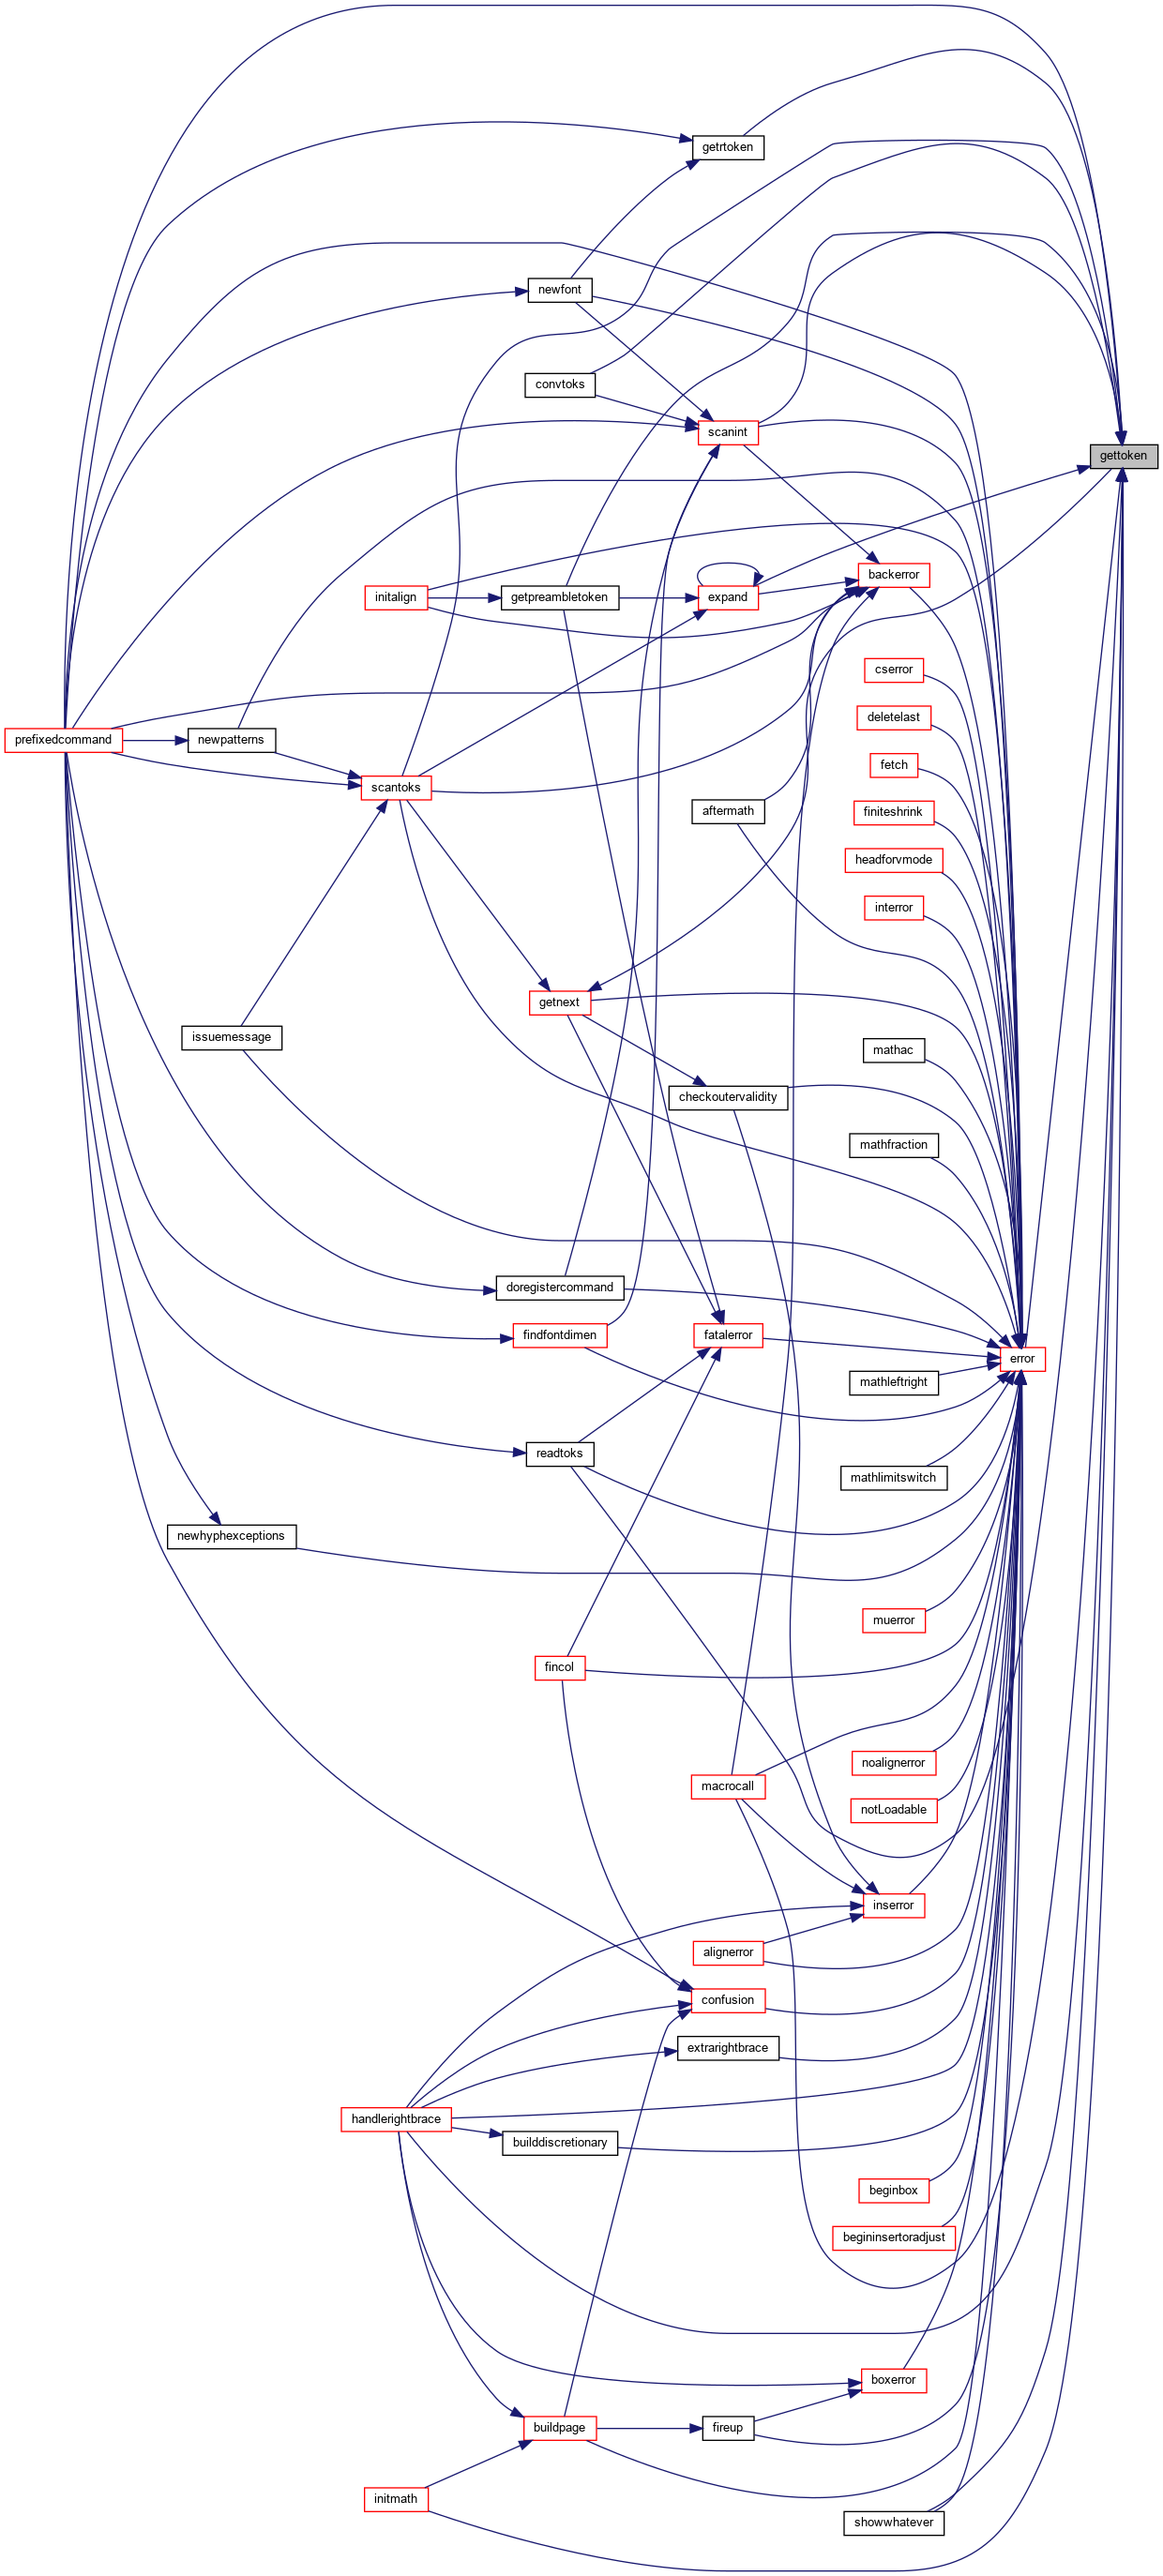 getrtoken
newfont
convtoks
scanint
gettoken
backerror
initalign
getpreambletoken
expand
cserror
deletelast
prefixedcommand
newpatterns
fetch
scantoks
aftermath
finiteshrink
headforvmode
interror
getnext
issuemessage
mathac
checkoutervalidity
mathfraction
doregistercommand
findfontdimen
fatalerror
error
mathleftright
readtoks
mathlimitswitch
newhyphexceptions
muerror
fincol
noalignerror
macrocall
notLoadable
inserror
alignerror
confusion
extrarightbrace
handlerightbrace
builddiscretionary
beginbox
begininsertoradjust
boxerror
buildpage
fireup
initmath
showwhatever